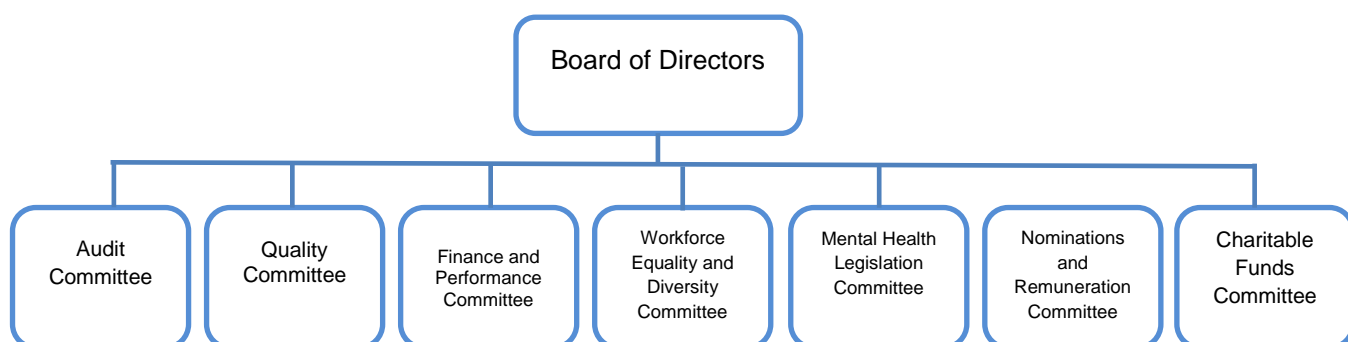 Board of Directors
Audit
Committee
Quality
Committee
Finance and
Performance
Committee
Workforce
Equality and
Diversity
Committee
Mental Health
Legislation
Committee
Nominations
and
Remuneration
Committee
Charitable
Funds
Committee